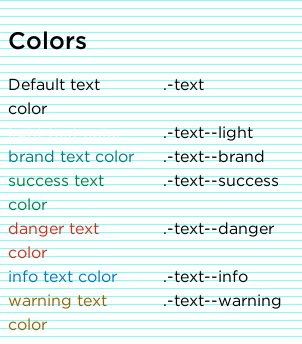 Colors
Default text .-text
color
.-text--light
brand text color .-text--brand
success text .-text--success
color
danger text .-text--danger
color
info text color .-text--info
warning text .-text--warning
color